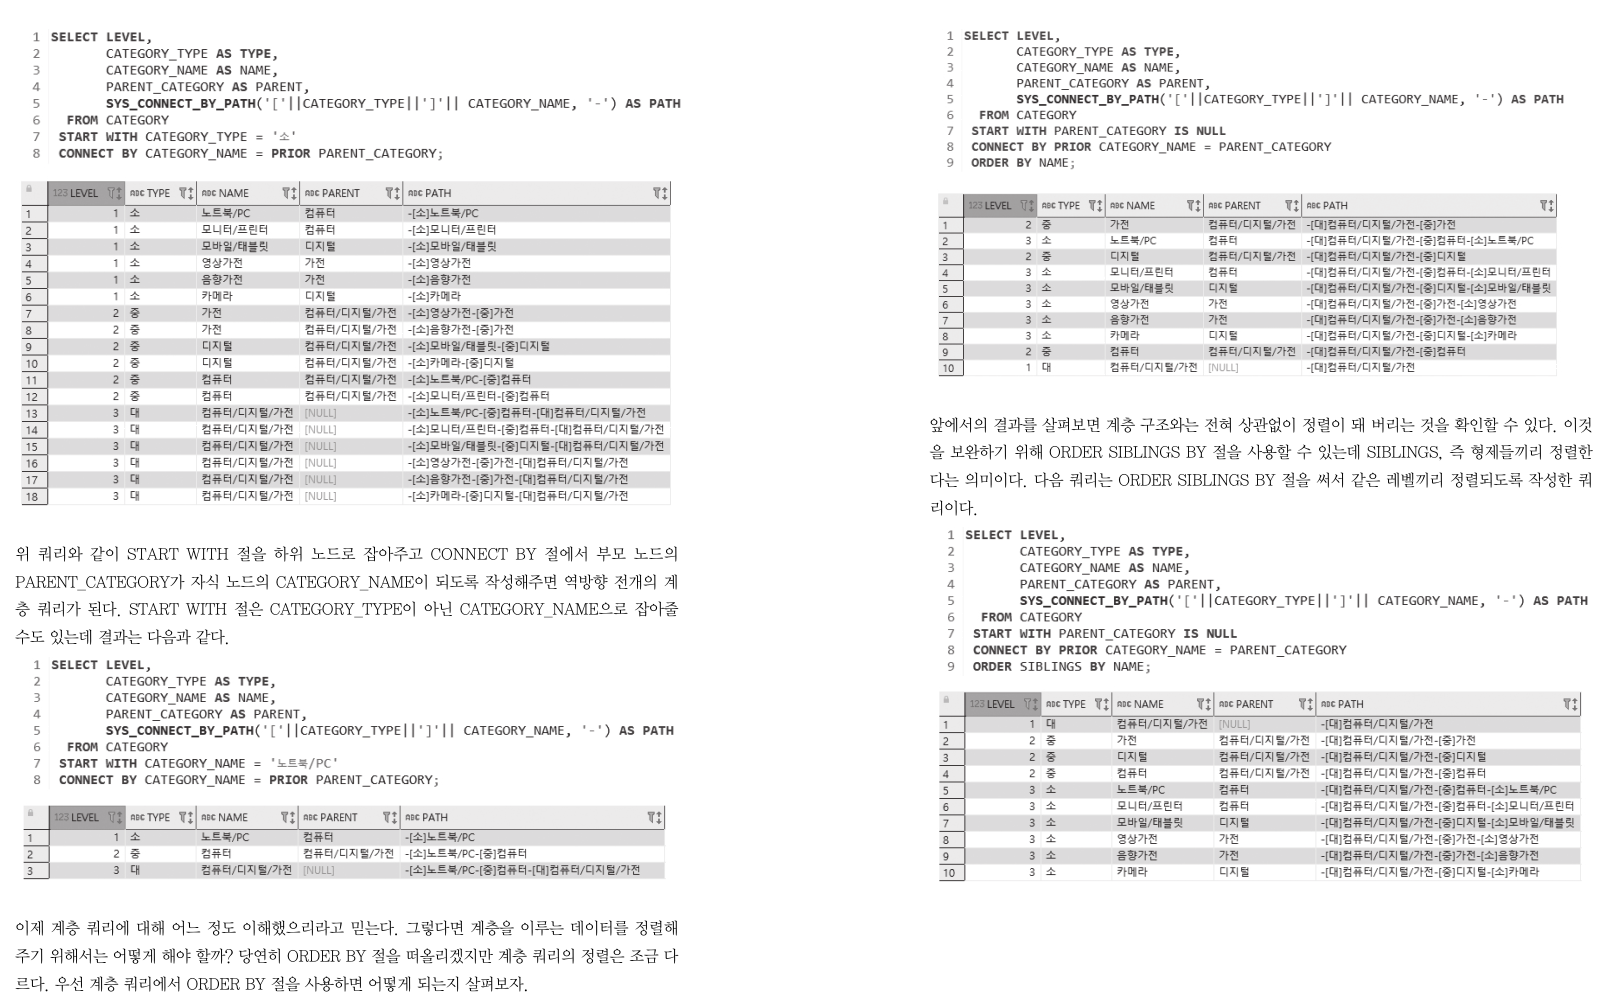 1 SELECT LEVEL,
2 CATEGORY_TYPE AS TYPE,
3 CATEGORY_NAME AS NAME,
4 PARENT_CATEGORY AS PARENT,
5 SYS_CONNECT_BY_PATH('['||CATEGORY_TYPE||']'|| CATEGORY_NAME, '-') AS PATH
6 FROM CATEGORY
7 START WITH CATEGORY_TYPE = '소'
8 CONNECT BY CATEGORY_NAME = PRIOR PARENT_CATEGORY;
123 LEVEL ABC TYPE ABC NAME ABC PARENT ABC PATH
1 1 소 노트북/PC 컴퓨터 -[소]노트북/PC
2 1 소 모니터/프린터 컴퓨터 -[소]모니터/프린터
3 1 소 모바일/태블릿 디지털 -[소]모바일/태블릿
4 1 소 영상가전 가전 -[소]영상가전
5 1 소 음향가전 가전 -[소]음향가전
6 1 소 카메라 디지털 -[소]카메라
7 2 중 가전 컴퓨터/디지털/가전 -[소]영상가전-[중]가전
8 2 중 가전 컴퓨터/디지털/가전 -[소]음향가전-[중]가전
9 2 중 디지털 컴퓨터/디지털/가전 -[소]모바일/태블릿-[중]디지털
10 2 중 디지털 컴퓨터/디지털/가전 -[소]카메라-[중]디지털
11 2 중 컴퓨터 컴퓨터/디지털/가전 -[소]노트북/PC-[중]컴퓨터
12 2 중 컴퓨터 컴퓨터/디지털/가전 -[소]모니터/프린터-[중]컴퓨터
13 3 대 컴퓨터/디지털/가전 [NULL] -[소]노트북/PC-[중]컴퓨터-[대]컴퓨터/디지털/가전
14 3 대 컴퓨터/디지털/가전 [NULL] -[소]모니터/프린터-[중]컴퓨터-[대]컴퓨터/디지털/가전
15 3 대 컴퓨터/디지털/가전 [NULL] -[소]모바일/태블릿-[중]디지털-[대]컴퓨터/디지털/가전
16 3 대 컴퓨터/디지털/가전 [NULL] -[소]영상가전-[중]가전-[대]컴퓨터/디지털/가전
17 3 대 컴퓨터/디지털/가전 [NULL] -[소]음향가전-[중]가전-[대]컴퓨터/디지털/가전
18 3 대 컴퓨터/디지털/가전 [NULL] -[소]카메라-[중]디지털-[대]컴퓨터/디지털/가전
위 쿼리와 같이 START WITH 절을 하위 노드로 잡아주고 CONNECT BY 절에서 부모 노드의
PARENT_CATEGORY가 자식 노드의 CATEGORY_NAME이 되도록 작성해주면 역방향 전개의 계
층 쿼리가 된다. START WITH 절은 CATEGORY_TYPE이 아닌 CATEGORY_NAME으로 잡아줄
수도 있는데 결과는 다음과 같다.
1 SELECT LEVEL,
2 CATEGORY_TYPE AS TYPE,
3 CATEGORY_NAME AS NAME,
4 PARENT_CATEGORY AS PARENT,
5 SYS_CONNECT_BY_PATH('['||CATEGORY_TYPE||']'|| CATEGORY_NAME, '-') AS PATH
6 FROM CATEGORY
7 START WITH CATEGORY_NAME = '노트북/PC'
8 CONNECT BY CATEGORY_NAME = PRIOR PARENT_CATEGORY;
123 LEVEL ABC TYPE ABC NAME ABC PARENT ABC PATH
1 1 소 노트북/PC 컴퓨터 -[소]노트북/PC
2 2 중 컴퓨터 컴퓨터/디지털/가전 -[소]노트북/PC-[중]컴퓨터
3 3 대 컴퓨터/디지털/가전 [NULL] -[소]노트북/PC-[중]컴퓨터-[대]컴퓨터/디지털/가전
이제 계층 쿼리에 대해 어느 정도 이해했으리라고 믿는다. 그렇다면 계층을 이루는 데이터를 정렬해
주기 위해서는 어떻게 해야 할까? 당연히 ORDER BY 절을 떠올리겠지만 계층 쿼리의 정렬은 조금 다
르다. 우선 계층 쿼리에서 ORDER BY 절을 사용하면 어떻게 되는지 살펴보자.
1 SELECT LEVEL,
2 CATEGORY_TYPE AS TYPE,
3 CATEGORY_NAME AS NAME,
4 PARENT_CATEGORY AS PARENT,
5 SYS_CONNECT_BY_PATH('['||CATEGORY_TYPE||']'|| CATEGORY_NAME, '-') AS PATH
6 FROM CATEGORY
7 START WITH PARENT_CATEGORY IS NULL
8 CONNECT BY PRIOR CATEGORY_NAME = PARENT_CATEGORY
9 ORDER BY NAME;
123 LEVEL ABC TYPE ABC NAME ABC PARENT ABC PATH
1 2 중 가전 컴퓨터/디지털/가전 -[대]컴퓨터/디지털/가전-[중]가전
2 3 소 노트북/PC 컴퓨터 -[대]컴퓨터/디지털/가전-[중]컴퓨터-[소]노트북/PC
3 2 중 디지털 컴퓨터/디지털/가전 -[대]컴퓨터/디지털/가전-[중]디지털
4 3 소 모니터/프린터 컴퓨터 -[대]컴퓨터/디지털/가전-[중]컴퓨터-[소]모니터/프린터
5 3 소 모바일/태블릿 디지털 -[대]컴퓨터/디지털/가전-[중]디지털-[소]모바일/태블릿
6 3 소 영상가전 가전 -[대]컴퓨터/디지털/가전-[중]가전-[소]영상가전
7 3 소 음향가전 가전 -[대]컴퓨터/디지털/가전-[중]가전-[소]음향가전
8 3 소 카메라 디지털 -[대]컴퓨터/디지털/가전-[중]디지털-[소]카메라
9 2 중 컴퓨터 컴퓨터/디지털/가전 -[대]컴퓨터/디지털/가전-[중]컴퓨터
10 1 대 컴퓨터/디지털/가전 [NULL] -[대]컴퓨터/디지털/가전
앞에서의 결과를 살펴보면 계층 구조와는 전혀 상관없이 정렬이 돼 버리는 것을 확인할 수 있다. 이것
을 보완하기 위해 ORDER SIBLINGS BY 절을 사용할 수 있는데 SIBLINGS, 즉 형제들끼리 정렬한
다는 의미이다. 다음 쿼리는 ORDER SIBLINGS BY 절을 써서 같은 레벨끼리 정렬되도록 작성한 쿼
리이다.
1 SELECT LEVEL,
2 CATEGORY_TYPE AS TYPE,
3 CATEGORY_NAME AS NAME,
4 PARENT_CATEGORY AS PARENT,
5 SYS_CONNECT_BY_PATH('['||CATEGORY_TYPE||']'|| CATEGORY_NAME, '-') AS PATH
6 FROM CATEGORY
7 START WITH PARENT_CATEGORY IS NULL
8 CONNECT BY PRIOR CATEGORY_NAME = PARENT_CATEGORY
9 ORDER SIBLINGS BY NAME;
123 LEVEL ABC TYPE ABC NAME ABC PARENT ABC PATH
1 1 대 컴퓨터/디지털/가전 [NULL] -[대]컴퓨터/디지털/가전
2 2 중 가전 컴퓨터/디지털/가전 -[대]컴퓨터/디지털/가전-[중]가전
3 2 중 디지털 컴퓨터/디지털/가전 -[대]컴퓨터/디지털/가전-[중]디지털
4 2 중 컴퓨터 컴퓨터/디지털/가전 -[대]컴퓨터/디지털/가전-[중]컴퓨터
5 3 소 노트북/PC 컴퓨터 -[대]컴퓨터/디지털/가전-[중]컴퓨터-[소]노트북/PC
6 3 소 모니터/프린터 컴퓨터 -[대]컴퓨터/디지털/가전-[중]컴퓨터-[소]모니터/프린터
7 3 소 모바일/태블릿 디지털 -[대]컴퓨터/디지털/가전-[중]디지털-[소]모바일/태블릿
8 3 소 영상가전 가전 -[대]컴퓨터/디지털/가전-[중]가전-[소]영상가전
9 3 소 음향가전 가전 -[대]컴퓨터/디지털/가전-[중]가전-[소]음향가전
10 3 소 카메라 디지털 -[대]컴퓨터/디지털/가전-[중]디지털-[소]카메라